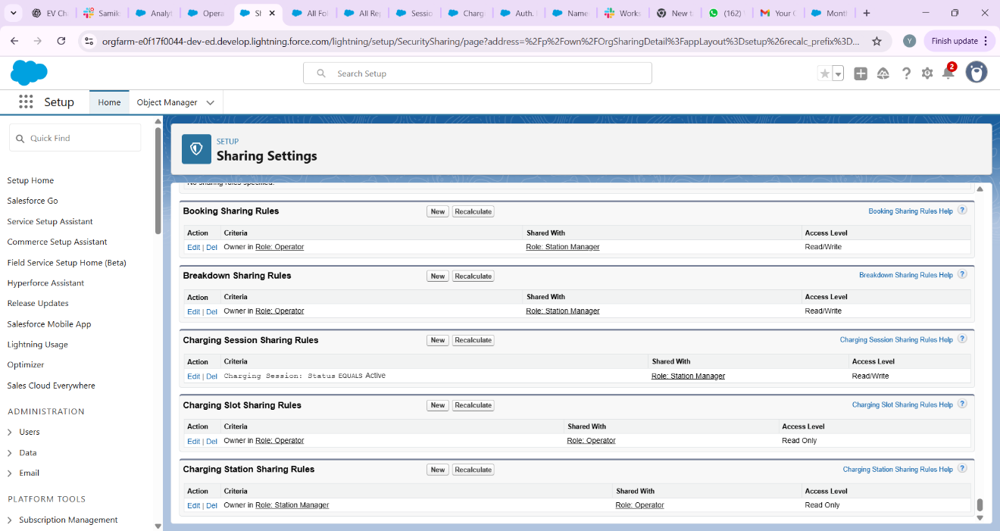 EV Ch
Samik
Analyt
Opera
Sl
All Fol
All Re
Sessio
Charg
Auth.
Name
Works
New t
(162)
Your
Mont
orgfarm-e0f17f0044-dev-ed.develop.lightning.force.com/lightning/setup/SecuritySharing/page?address=%2Fp%2Fown%2FOrgSharingDetail%3FappLayout%3Dsetup%26recalc_prefix%3D...
Y
Finish update
Search Setup
2
Setup
Home
Object Manager
Quick Find
Setup Home
Salesforce Go
Service Setup Assistant
Commerce Setup Assistant
Field Service Setup Home (Beta)
Hyperforce Assistant
Release Updates
Salesforce Mobile App
Lightning Usage
Optimizer
Sales Cloud Everywhere
ADMINISTRATION
Users
Data
Email
PLATFORM TOOLS
Subscription Management
SETUP
Sharing Settings
No sharing rules specified.
Booking Sharing Rules New Recalculate Booking Sharing Rules Help ?
Action Criteria Shared With Access Level
Edit | Del Owner in Role: Operator Role: Station Manager Read/Write
Breakdown Sharing Rules New Recalculate Breakdown Sharing Rules Help ?
Action Criteria Shared With Access Level
Edit | Del Owner in Role: Operator Role: Station Manager Read/Write
Charging Session Sharing Rules New Recalculate Charging Session Sharing Rules Help ?
Action Criteria Shared With Access Level
Edit | Del Charging Session: Status EQUALS Active Role: Station Manager Read/Write
Charging Slot Sharing Rules New Recalculate Charging Slot Sharing Rules Help ?
Action Criteria Shared With Access Level
Edit | Del Owner in Role: Operator Role: Operator Read Only
Charging Station Sharing Rules New Recalculate Charging Station Sharing Rules Help ?
Action Criteria Shared With Access Level
Edit | Del Owner in Role: Station Manager Role: Operator Read Only